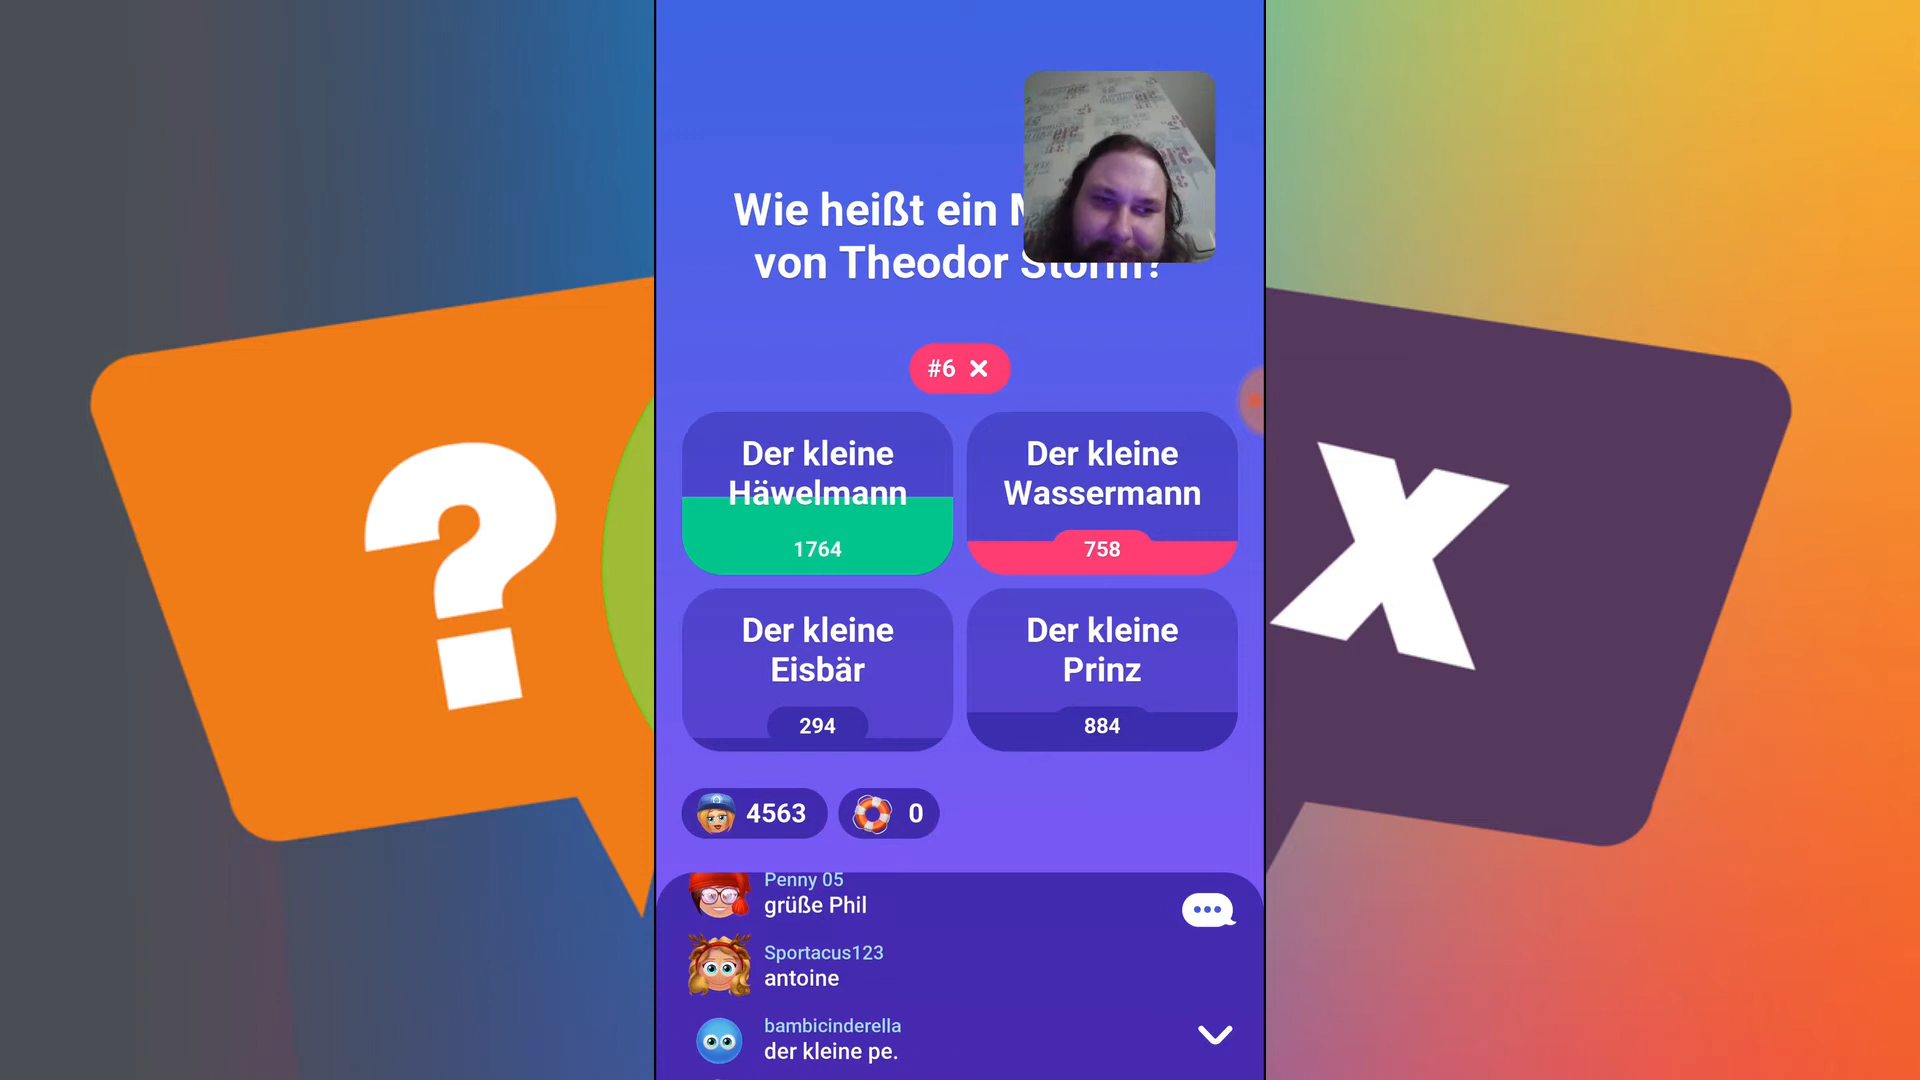 Wie heißt ein
von Theodor Storm?
#6
Der kleine
Häwelmann
1764
Der kleine
Wassermann
758
Der kleine
Eisbär
294
Der kleine
Prinz
884
4563
0
Penny 05
grüße Phil
Sportacus123
antoine
bambicinderella
der kleine pe.
?
X